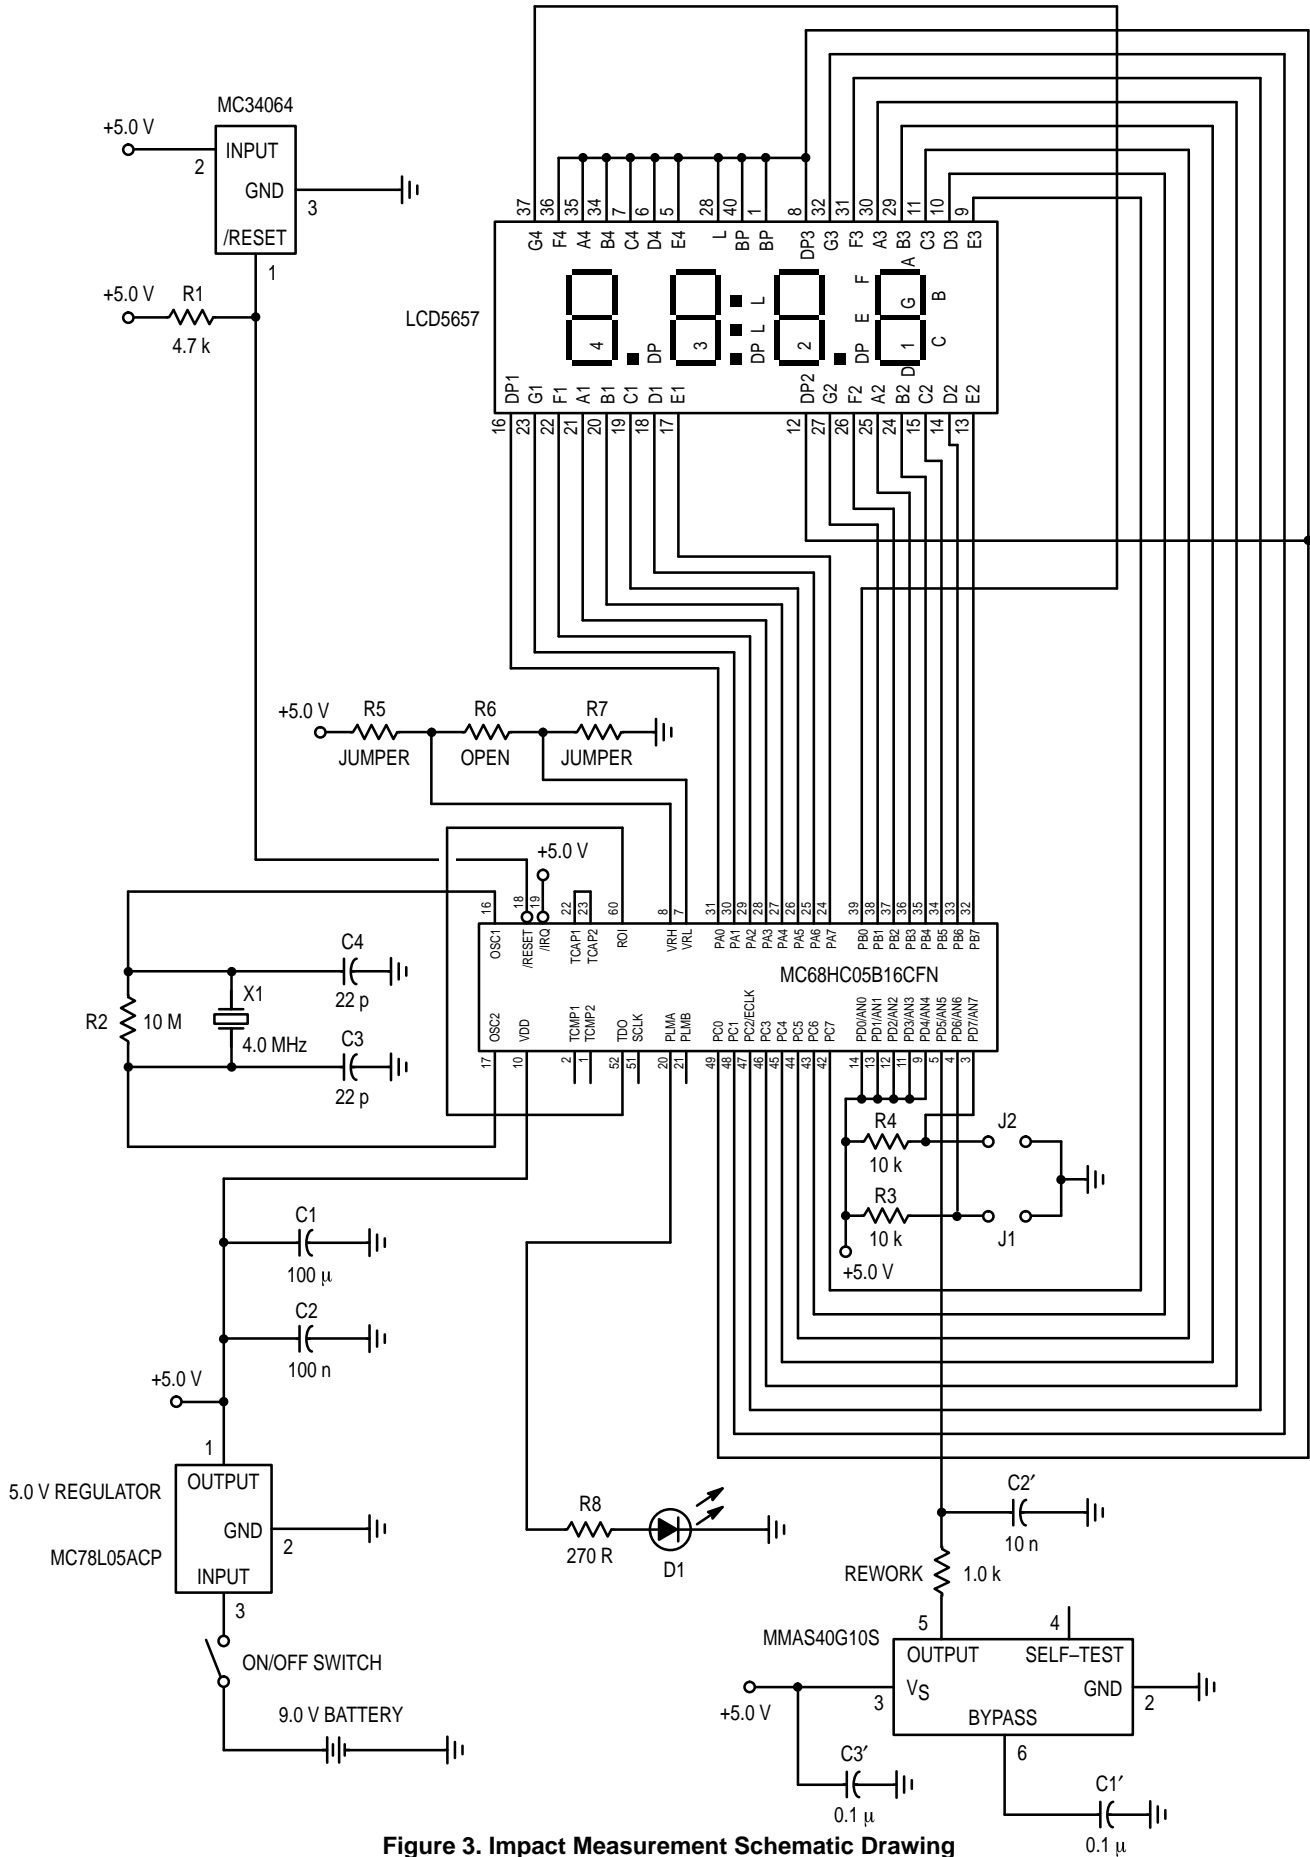 MC34064
+5.0 V
2
INPUT
GND
3
/RESET
1
+5.0 V
R1
4.7 k
37 36 35 34 7 6 5 28 40 1 8 32 31 30 29 11 10 9
G4 F4 A4 B4 C4 D4 E4 L BP BP DP3 G3 F3 A3 B3 C3 D3 E3
LCD5657
4 DP 3 L L DP 2 DP E F A G B 1 C D
DP1 G1 F1 A1 B1 C1 D1 E1 DP2 G2 F2 A2 B2 C2 D2 E2
16 23 22 21 20 19 18 17 12 27 26 25 24 15 14 13
+5.0 V
R5
JUMPER
R6
OPEN
R7
JUMPER
+5.0 V
16 18 19 22 23 60 8 7 31 30 29 28 27 26 25 24 39 38 37 36 35 34 33 32
OSC1 /RESET /IRQ TCAP1 TCAP2 ROI VRH VRL PA0 PA1 PA2 PA3 PA4 PA5 PA6 PA7 PB0 PB1 PB2 PB3 PB4 PB5 PB6 PB7
MC68HC05B16CFN
OSC2 VDD TCMP1 TCMP2 TDO SCLK PLMA PLMB PC0 PC1 PC2/ECLK PC3 PC4 PC5 PC6 PC7 PD0/AN0 PD1/AN1 PD2/AN2 PD3/AN3 PD4/AN4 PD5/AN5 PD6/AN6 PD7/AN7
17 10 2 1 52 51 20 21 49 48 47 46 45 44 43 42 14 13 12 11 9 5 4 3
C4
22 p
X1
R2
10 M
4.0 MHz
C3
22 p
R4
10 k
J2
R3
10 k
J1
+5.0 V
C1
100 μ
C2
100 n
+5.0 V
1
5.0 V REGULATOR
OUTPUT
GND
2
MC78L05ACP
INPUT
3
ON/OFF SWITCH
9.0 V BATTERY
R8
270 R
D1
C2′
10 n
REWORK
1.0 k
MMAS40G10S
5
4
OUTPUT
SELF–TEST
3
VS
GND
2
+5.0 V
BYPASS
6
C3′
0.1 μ
C1′
0.1 μ
Figure 3. Impact Measurement Schematic Drawing